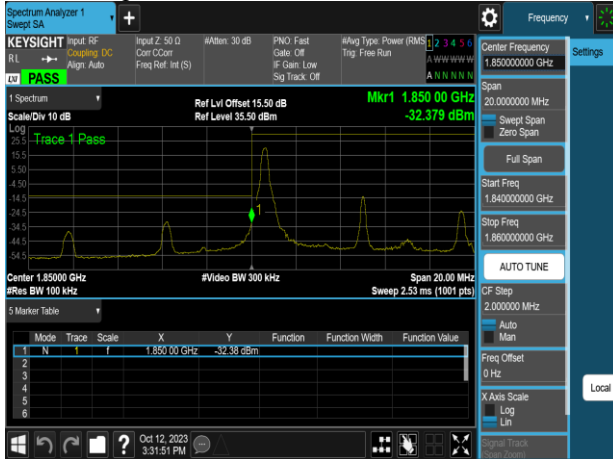 Spectrum Analyzer 1
Swept SA
+
Frequency
KEYSIGHT
RL
LXI
PASS
Input: RF
Coupling: DC
Align: Auto
Input Z: 50 Ω
Corr CCorr
Freq Ref: Int (S)
#Atten: 30 dB
PNO: Fast
Gate: Off
IF Gain: Low
Sig Track: Off
#Avg Type: Power (RMS
Trig: Free Run
1 2 3 4 5 6
A W W W W W
A N N N N N
1 Spectrum
Scale/Div 10 dB
Ref Lvl Offset 15.50 dB
Ref Level 35.50 dBm
Mkr1 1.850 00 GHz
-32.379 dBm
Log
Trace 1 Pass
25.5
15.5
5.50
-4.50
-14.5
-24.5
-34.5
-44.5
-54.5
1
Center 1.85000 GHz
#Video BW 300 kHz
Span 20.00 MHz
#Res BW 100 kHz
Sweep 2.53 ms (1001 pts)
5 Marker Table
Mode Trace Scale X Y Function Function Width Function Value
1 N 1 f 1.850 00 GHz -32.38 dBm
2
3
4
5
6
Center Frequency
1.850000000 GHz
Span
20.0000000 MHz
Swept Span
Zero Span
Full Span
Start Freq
1.840000000 GHz
Stop Freq
1.860000000 GHz
AUTO TUNE
CF Step
2.000000 MHz
Auto
Man
Freq Offset
0 Hz
X Axis Scale
Log
Lin
Signal Track
(Span Zoom)
Settings
Local
?
Oct 12, 2023
3:31:51 PM